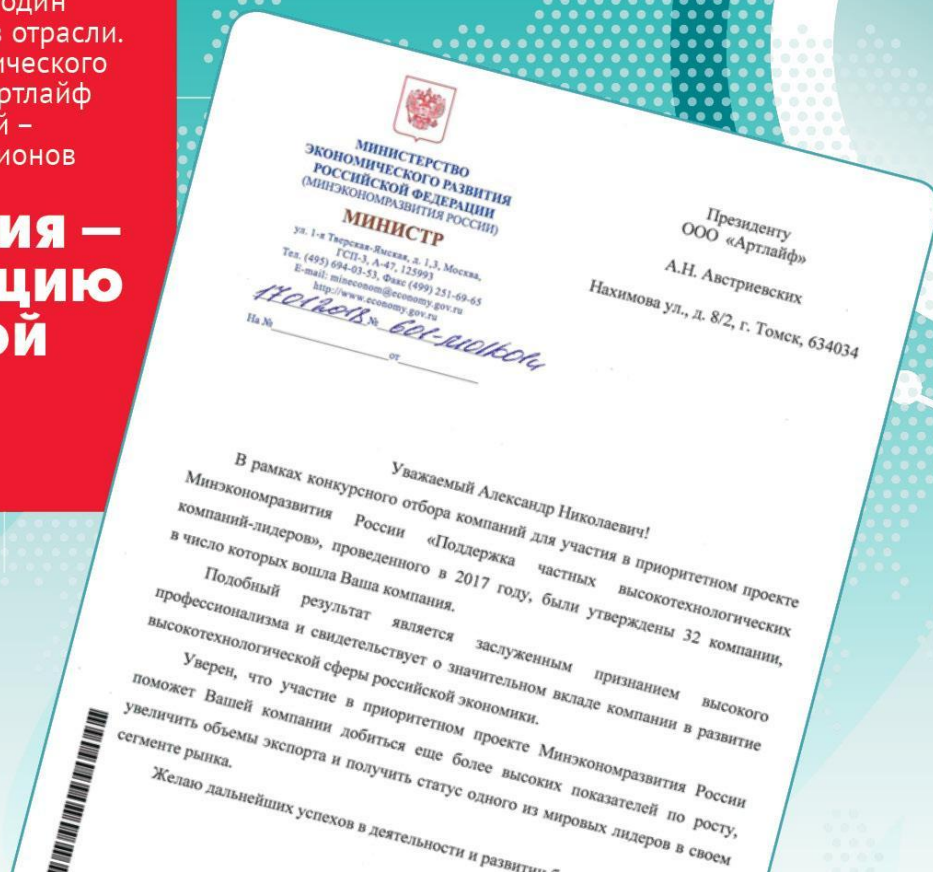 один
в отрасли.
ического
ртлайф
й –
ионов
ия –
цию
ой
МИНИСТЕРСТВО
ЭКОНОМИЧЕСКОГО РАЗВИТИЯ
РОССИЙСКОЙ ФЕДЕРАЦИИ
(МИНЭКОНОМРАЗВИТИЯ РОССИИ)
МИНИСТР
ул. 1-я Тверская-Ямская, д. 1,3, Москва,
ГСП-3, А-47, 125993
Тел. (495) 694-03-53, Факс (499) 251-69-65
E-mail: mineconom@economy.gov.ru
http://www.economy.gov.ru
17012018 №
На № от
Президенту
ООО «Артлайф»
А.Н. Австриевских
Нахимова ул., д. 8/2, г. Томск, 634034
Уважаемый Александр Николаевич!
В рамках конкурсного отбора компаний для участия в приоритетном проекте
Минэкономразвития России «Поддержка частных высокотехнологических
компаний-лидеров», проведенного в 2017 году, были утверждены 32 компании,
в число которых вошла Ваша компания.
Подобный результат является заслуженным признанием высокого
профессионализма и свидетельствует о значительном вкладе компании в развитие
высокотехнологической сферы российской экономики.
Уверен, что участие в приоритетном проекте Минэкономразвития России
поможет Вашей компании добиться еще более высоких показателей по росту,
увеличить объемы экспорта и получить статус одного из мировых лидеров в своем
сегменте рынка.
Желаю дальнейших успехов в деятельности и развитии